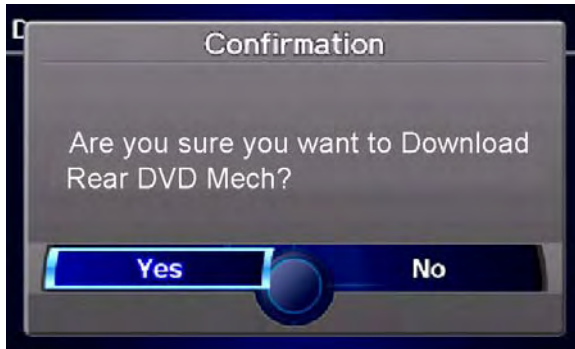 D
Confirmation
Are you sure you want to Download
Rear DVD Mech?
Yes
No